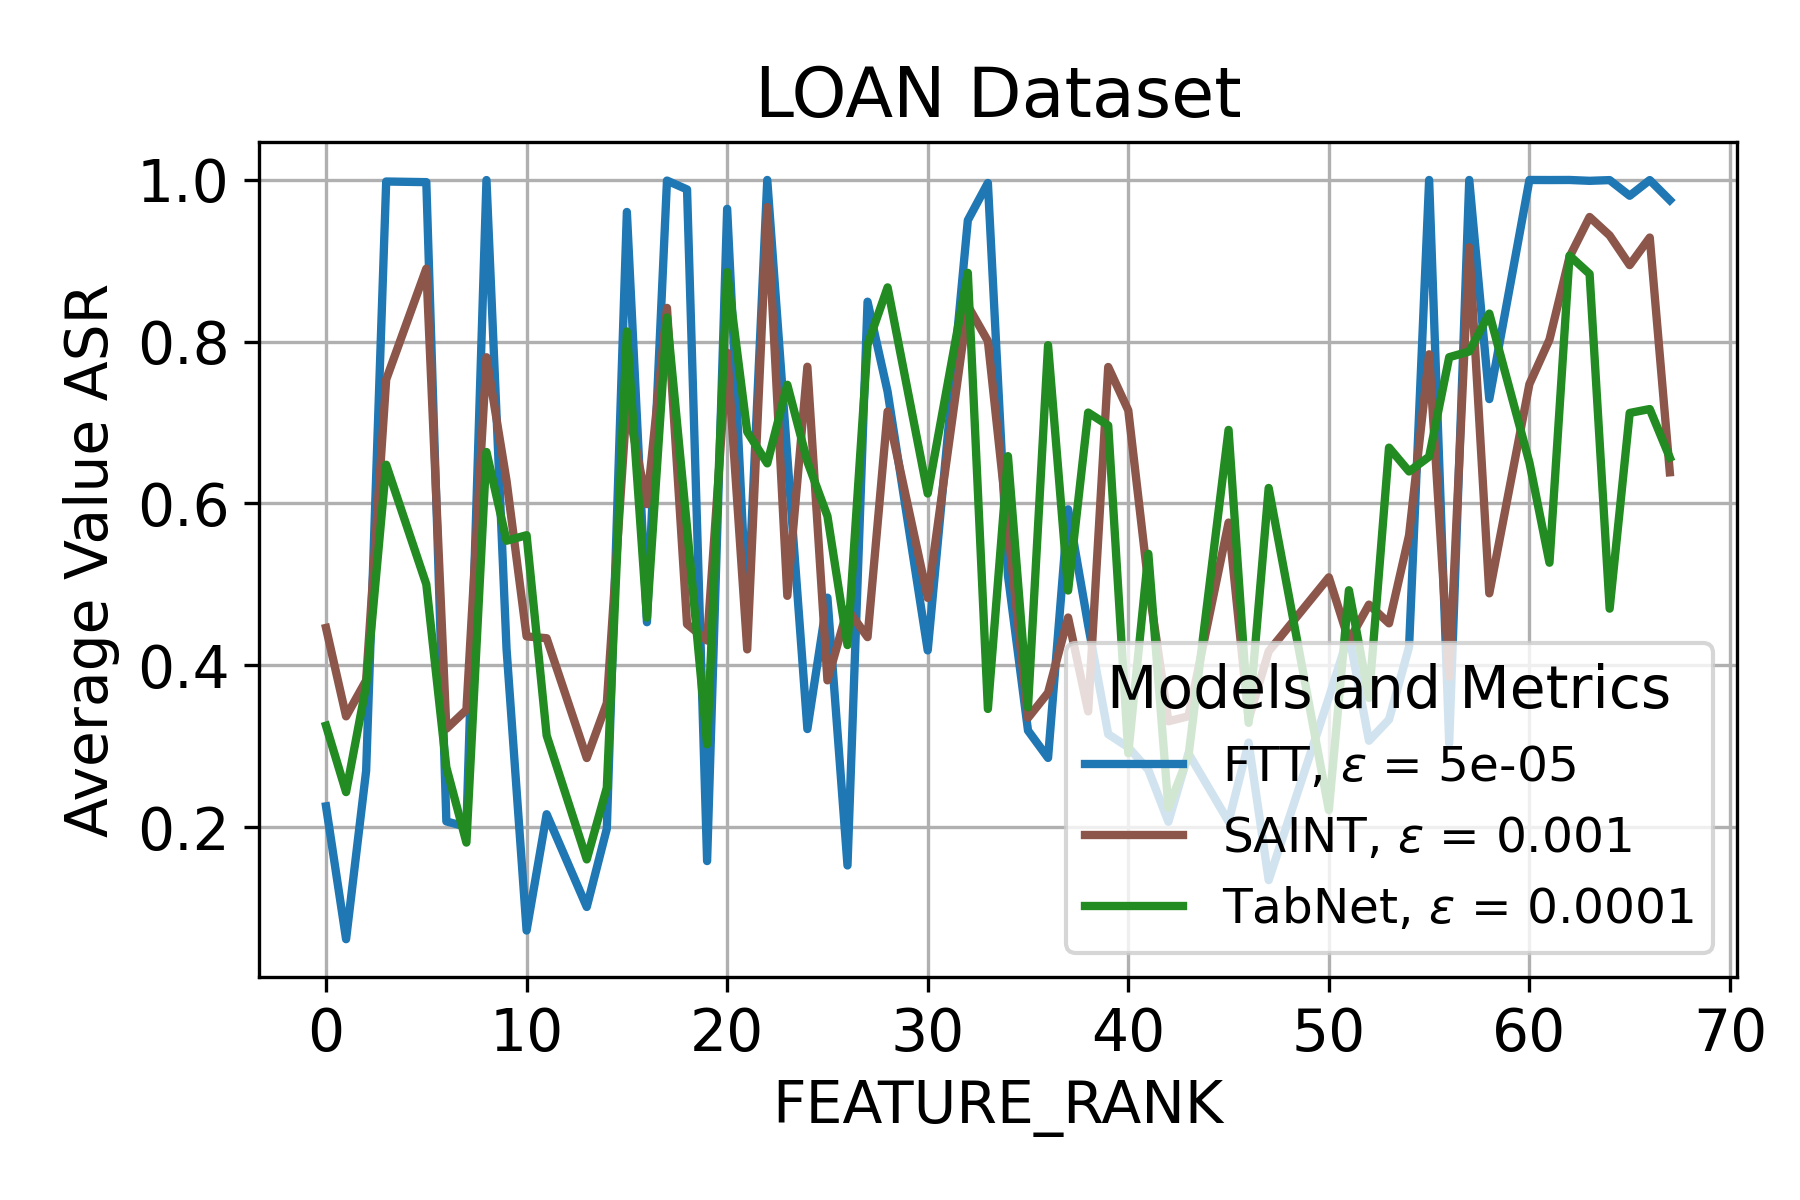 LOAN Dataset
Average Value ASR
1.0
0.8
0.6
0.4
0.2
Models and Metrics
FTT, ε = 5e-05
SAINT, ε = 0.001
TabNet, ε = 0.0001
0 10 20 30 40 50 60 70
FEATURE_RANK